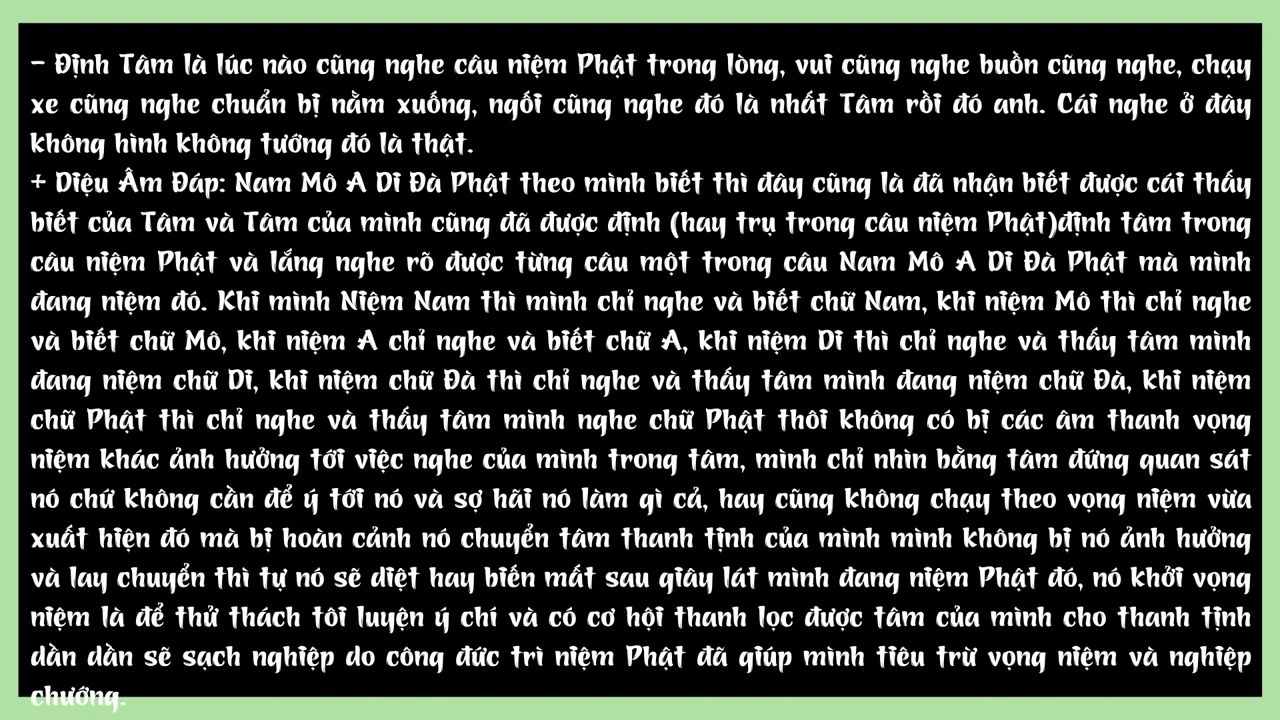 – Định Tâm là lúc nào cũng nghe câu niệm Phật trong lòng, vui cũng nghe buồn cũng nghe, chạy
xe cũng nghe chuẩn bị nằm xuống, ngối cũng nghe đó là nhất Tâm rồi đó anh. Cái nghe ở đây
không hình không tướng đó là thật.
+ Diệu Âm Đáp: Nam Mô A Di Đà Phật theo mình biết thì đây cũng là đã nhận biết được cái thấy
biết của Tâm và Tâm của mình cũng đã được định (hay trụ trong câu niệm Phật)định tâm trong
câu niệm Phật và lắng nghe rõ được từng câu một trong câu Nam Mô A Di Đà Phật mà mình
đang niệm đó. Khi mình Niệm Nam thì mình chỉ nghe và biết chữ Nam, khi niệm Mô thì chỉ nghe
và biết chữ Mô, khi niệm A chỉ nghe và biết chữ A, khi niệm Di thì chỉ nghe và thấy tâm mình
đang niệm chữ Di, khi niệm chữ Đà thì chỉ nghe và thấy tâm mình đang niệm chữ Đà, khi niệm
chữ Phật thì chỉ nghe và thấy tâm mình nghe chữ Phật thôi không có bị các âm thanh vọng
niệm khác ảnh hưởng tới việc nghe của mình trong tâm, mình chỉ nhìn bằng tâm đứng quan sát
nó chứ không cần để ý tới nó và sợ hãi nó làm gì cả, hay cũng không chạy theo vọng niệm vừa
xuất hiện đó mà bị hoàn cảnh nó chuyển tâm thanh tịnh của mình mình không bị nó ảnh hưởng
và lay chuyển thì tự nó sẽ diệt hay biến mất sau giây lát mình đang niệm Phật đó, nó khởi vọng
niệm là để thử thách tôi luyện ý chí và có cơ hội thanh lọc được tâm của mình cho thanh tịnh
dần dần sẽ sạch nghiệp do công đức trì niệm Phật đã giúp mình tiêu trừ vọng niệm và nghiệp
chướng.